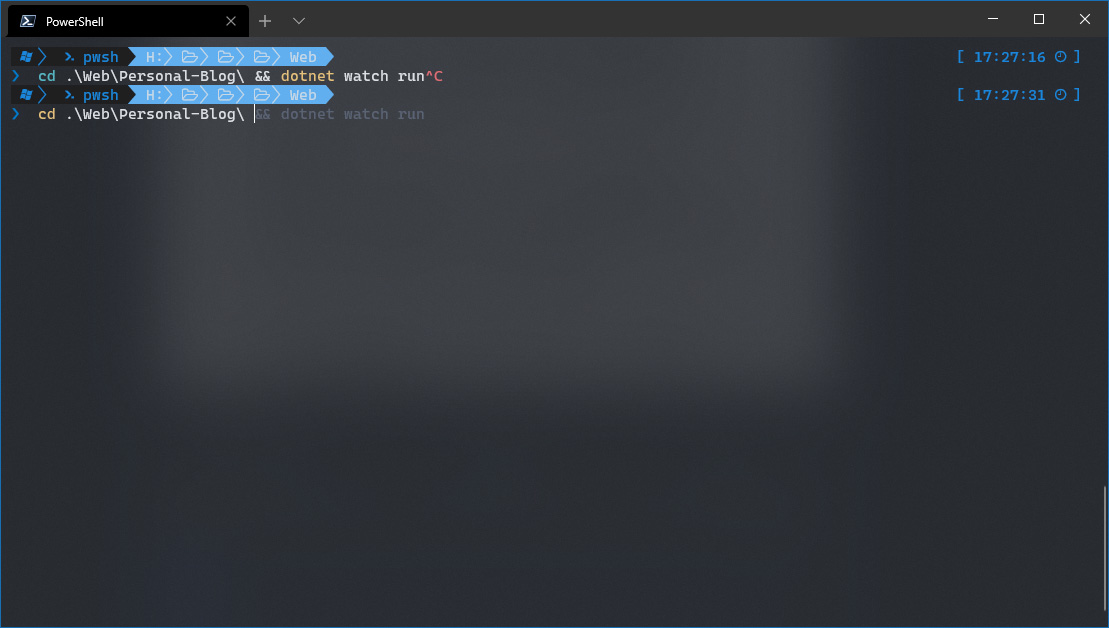 PowerShell
pwsh H: Web [ 17:27:16 ]
❯ cd .\Web\Personal-Blog\ && dotnet watch run^C
pwsh H: Web [ 17:27:31 ]
❯ cd .\Web\Personal-Blog\ && dotnet watch run